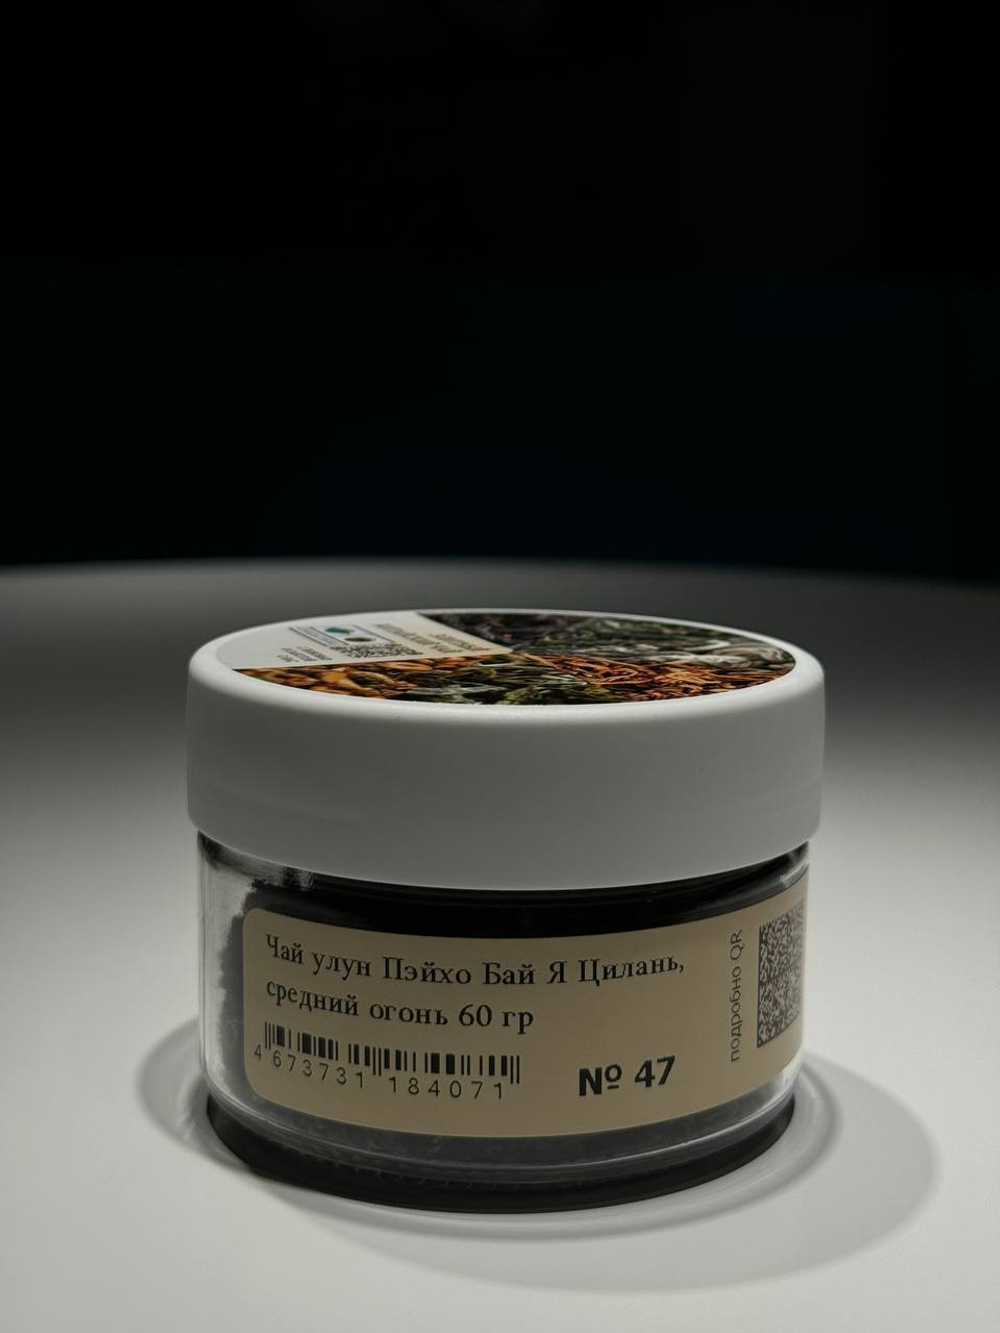 Чай улун Пэйхо Бай Я Цилань,
средний огонь 60 гр
4 673731 184071
№ 47
подробно QR